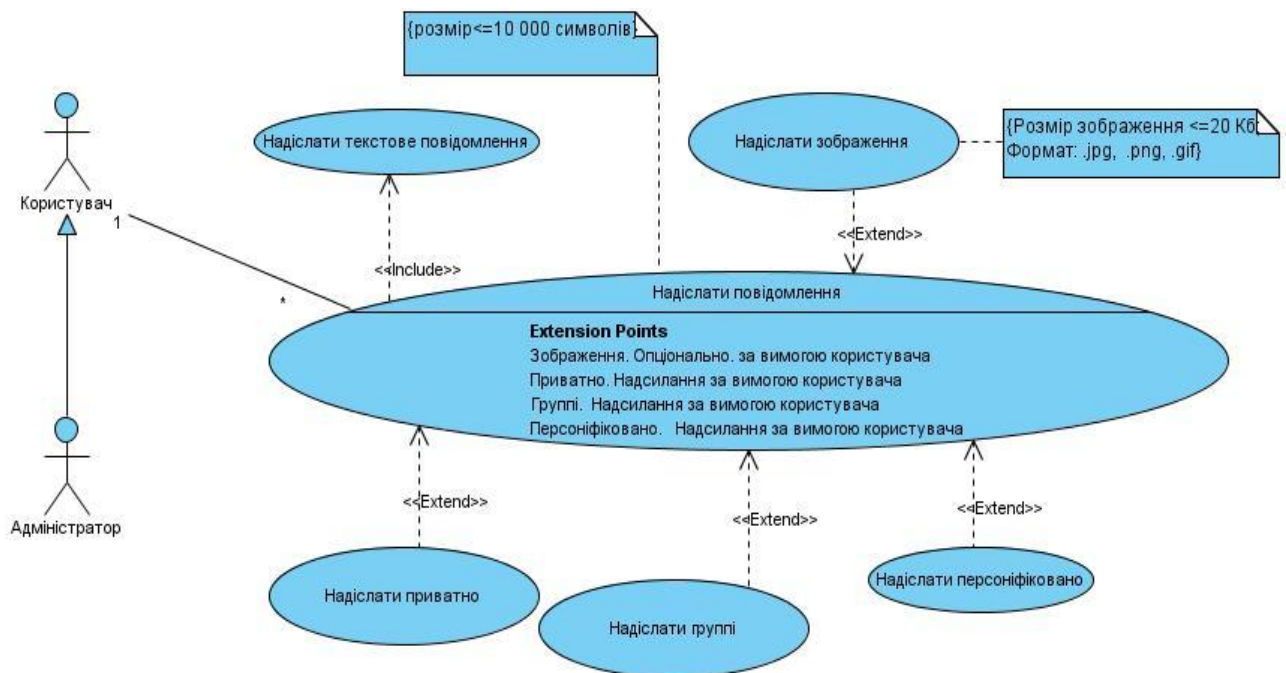 {розмір<=10 000 символів}
Надіслати текстове повідомлення
Надіслати зображення
{Розмір зображення <=20 Кб
Формат: .jpg, .png, .gif}
Користувач
1
*
<<Include>>
<<Extend>>
Надіслати повідомлення
Extension Points
Зображення. Опціонально. за вимогою користувача
Приватно. Надсилання за вимогою користувача
Группі. Надсилання за вимогою користувача
Персоніфіковано. Надсилання за вимогою користувача
Адміністратор
<<Extend>>
<<Extend>>
<<Extend>>
Надіслати приватно
Надіслати группі
Надіслати персоніфіковано